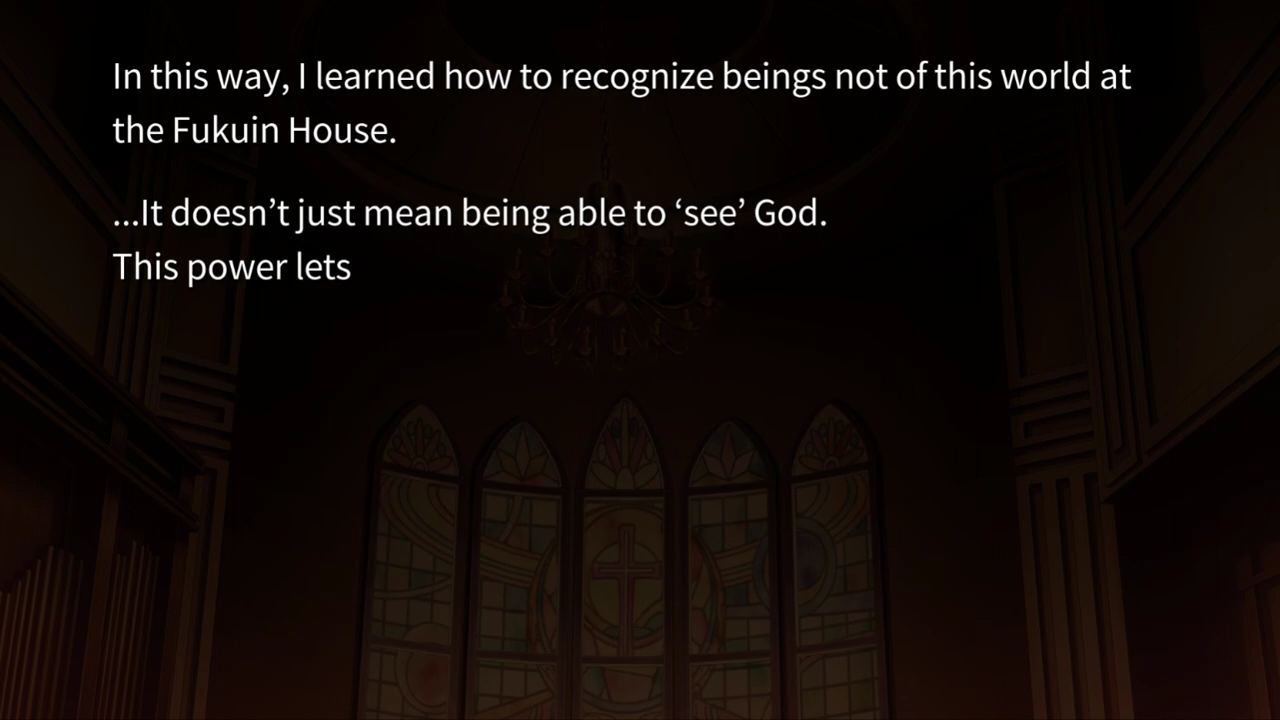 In this way, I learned how to recognize beings not of this world at
the Fukuin House.
...It doesn’t just mean being able to ‘see’ God.
This power lets